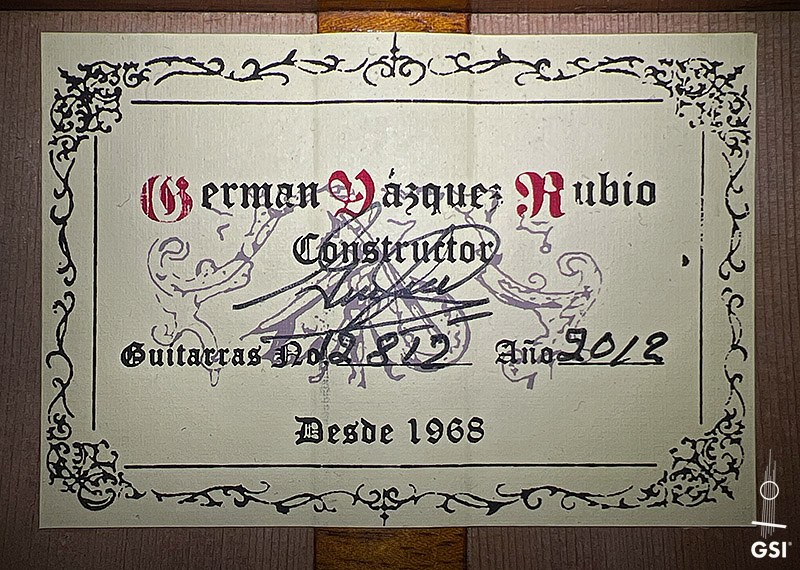 German Vázquez Rubio
Constructor
Guitarras No. 2812 Año 2012
Desde 1968
GSI